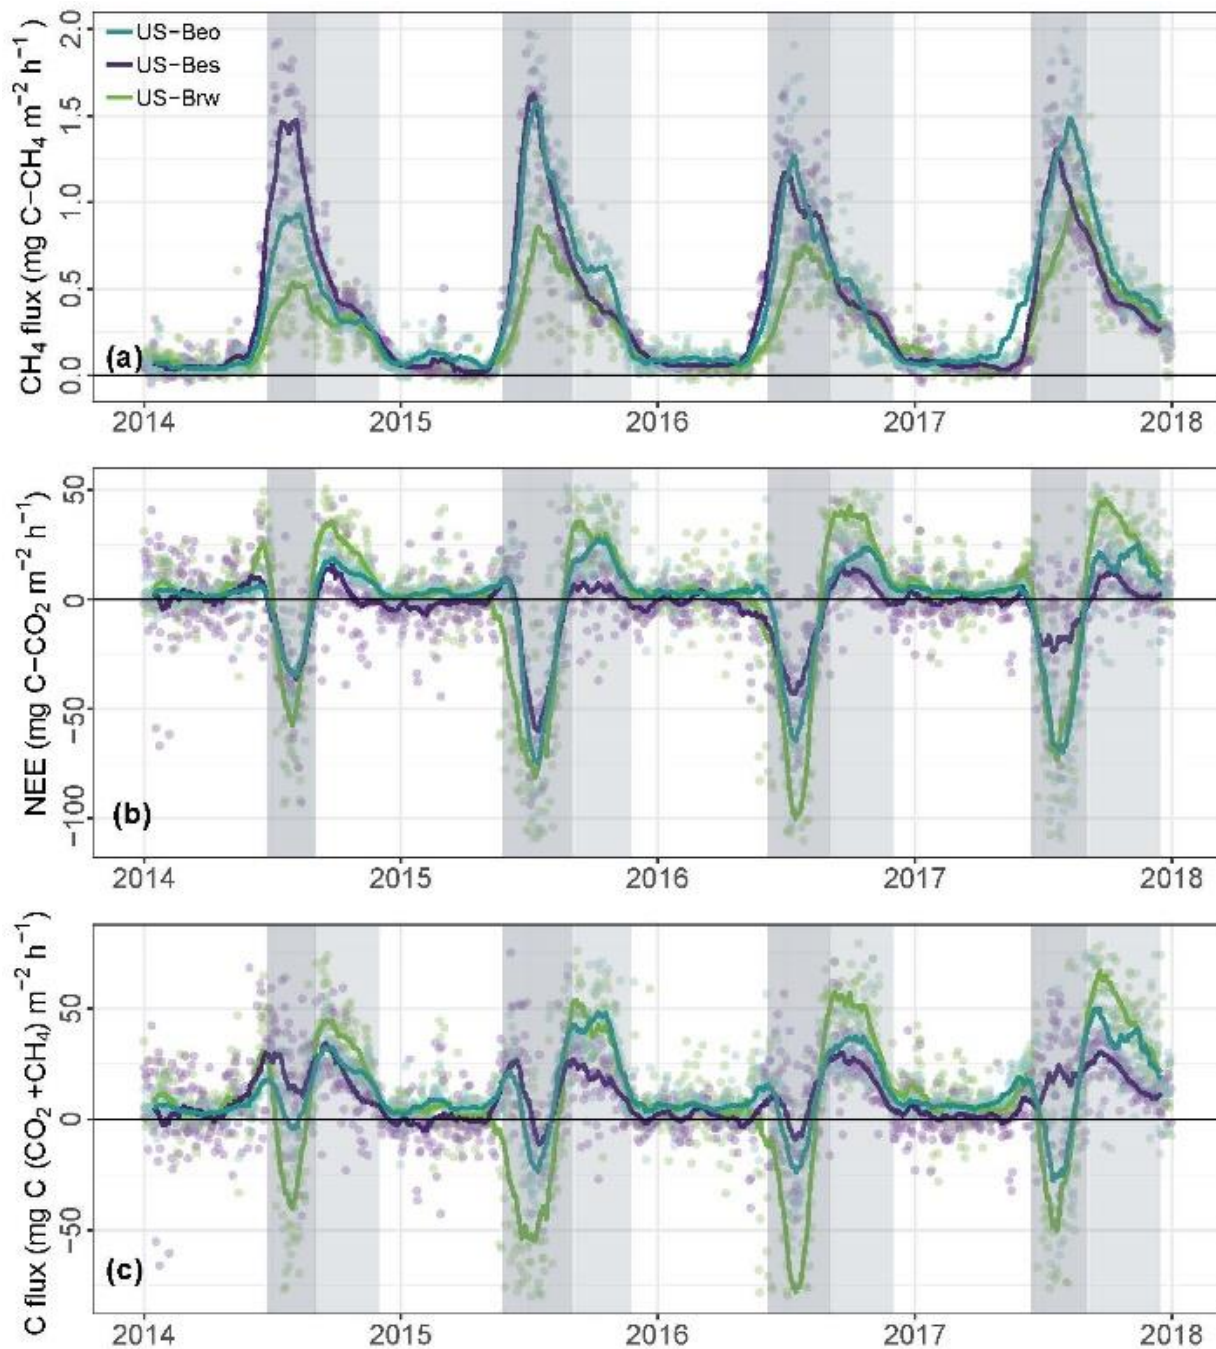 CH₄ flux (mg C−CH₄ m⁻² h⁻¹)
2.0
1.5
1.0
0.5
0.0
US-Beo
US-Bes
US-Brw
(a)
2014 2015 2016 2017 2018
NEE (mg C−CO₂ m⁻² h⁻¹)
50
0
−50
−100
(b)
2014 2015 2016 2017 2018
C flux (mg C (CO₂ +CH₄) m⁻² h⁻¹)
50
0
−50
(c)
2014 2015 2016 2017 2018